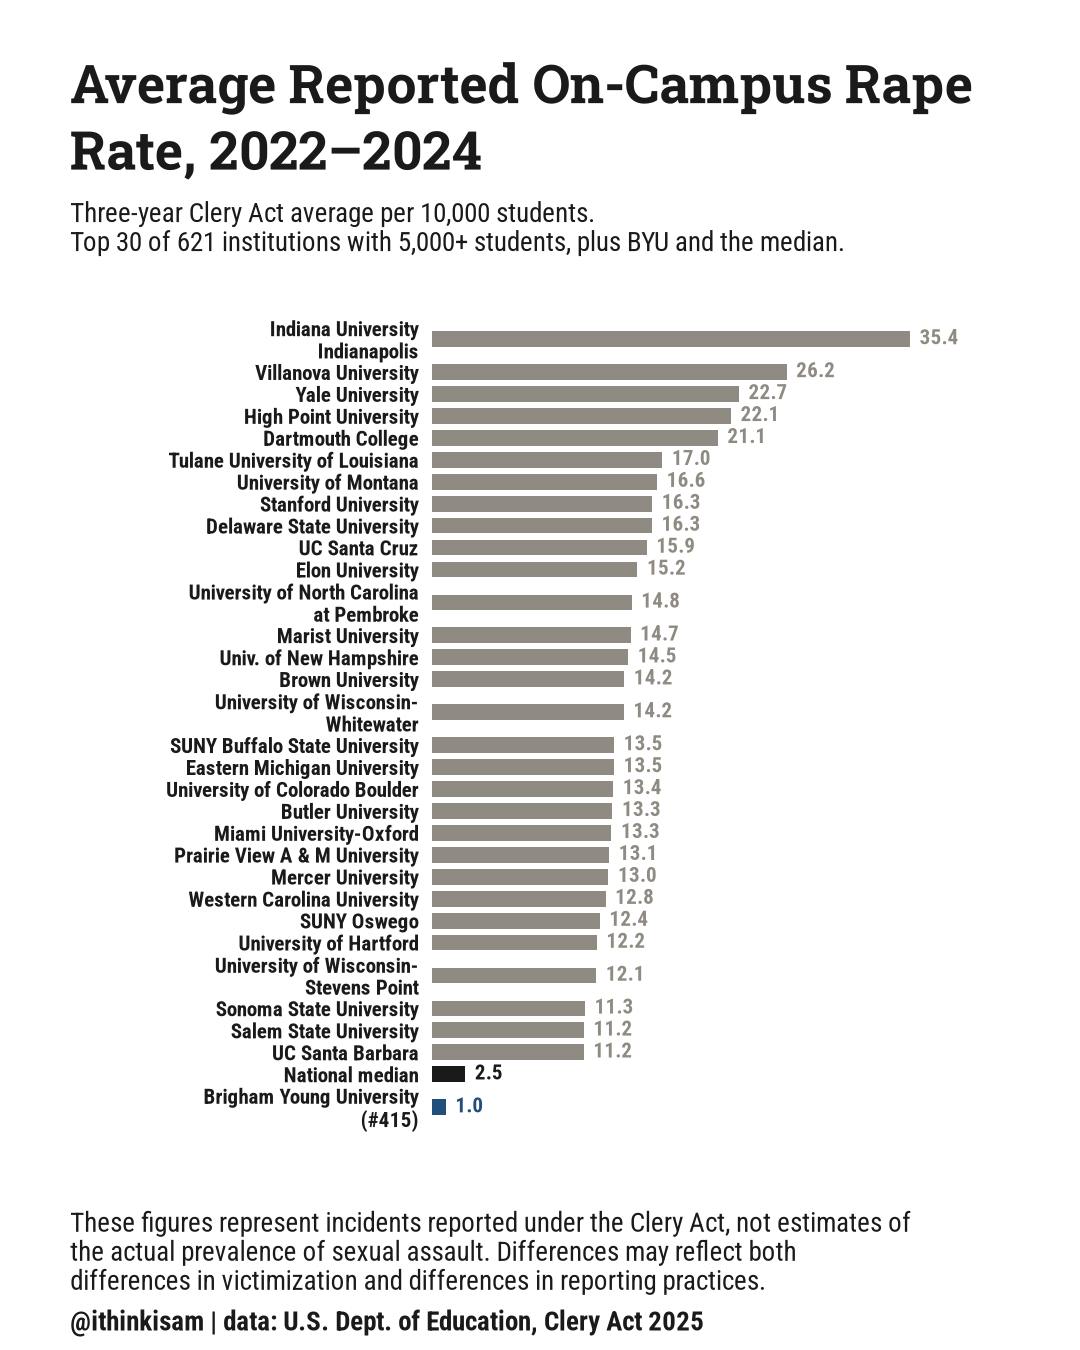 Average Reported On-Campus Rape
Rate, 2022–2024
Three-year Clery Act average per 10,000 students.
Top 30 of 621 institutions with 5,000+ students, plus BYU and the median.
Indiana University
Indianapolis
35.4
Villanova University 26.2
Yale University 22.7
High Point University 22.1
Dartmouth College 21.1
Tulane University of Louisiana 17.0
University of Montana 16.6
Stanford University 16.3
Delaware State University 16.3
UC Santa Cruz 15.9
Elon University 15.2
University of North Carolina
at Pembroke
14.8
Marist University 14.7
Univ. of New Hampshire 14.5
Brown University 14.2
University of Wisconsin-
Whitewater
14.2
SUNY Buffalo State University 13.5
Eastern Michigan University 13.5
University of Colorado Boulder 13.4
Butler University 13.3
Miami University-Oxford 13.3
Prairie View A & M University 13.1
Mercer University 13.0
Western Carolina University 12.8
SUNY Oswego 12.4
University of Hartford 12.2
University of Wisconsin-
Stevens Point
12.1
Sonoma State University 11.3
Salem State University 11.2
UC Santa Barbara 11.2
National median 2.5
Brigham Young University
(#415)
1.0
These figures represent incidents reported under the Clery Act, not estimates of
the actual prevalence of sexual assault. Differences may reflect both
differences in victimization and differences in reporting practices.
@ithinkisam | data: U.S. Dept. of Education, Clery Act 2025